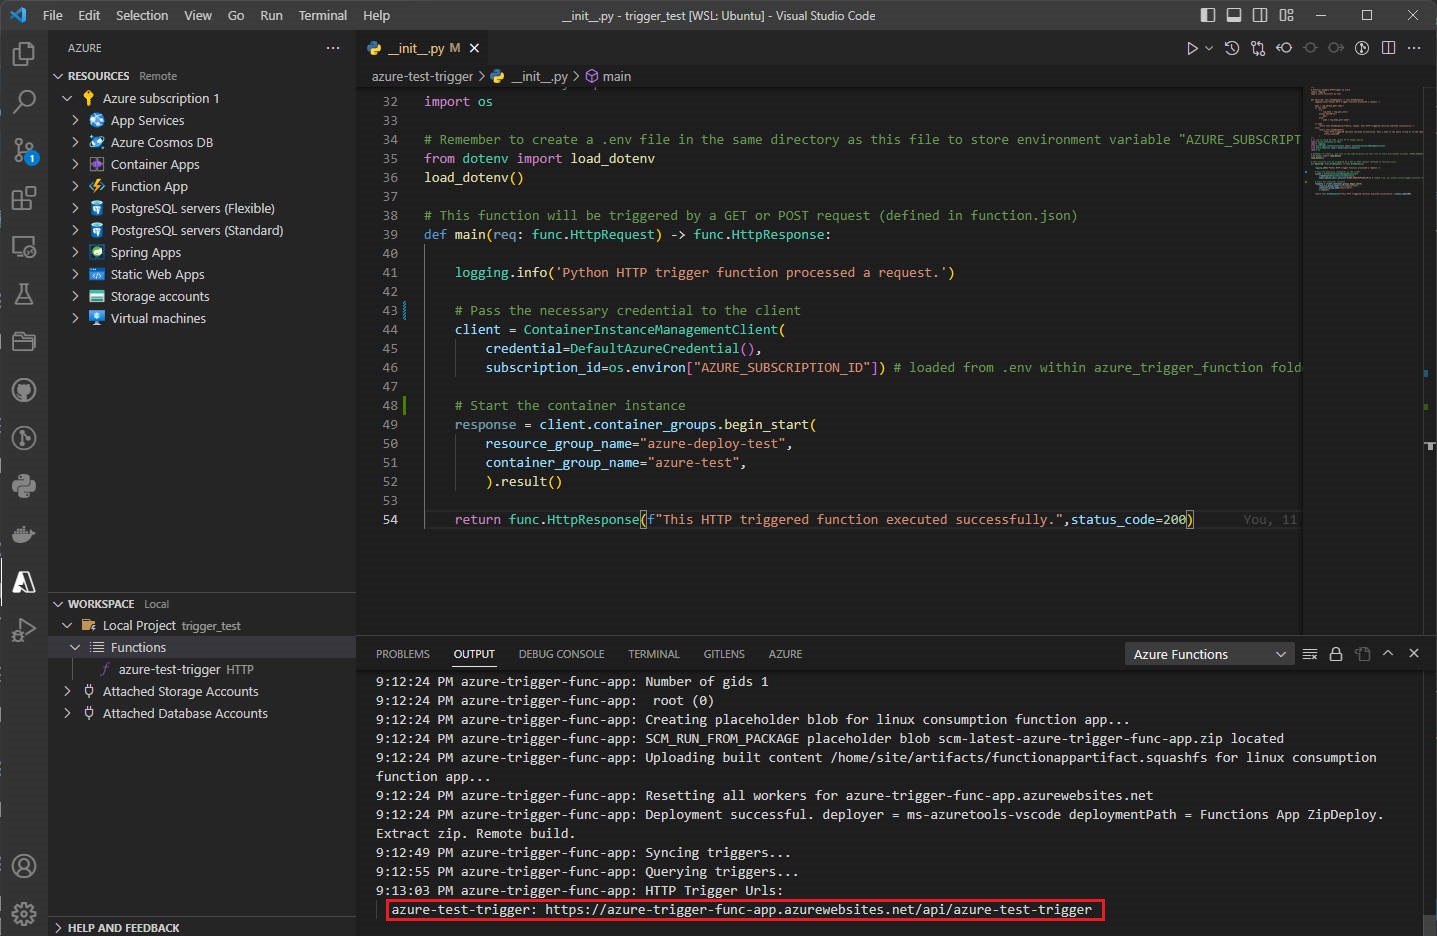 File Edit Selection View Go Run Terminal Help
__init__.py - trigger_test [WSL: Ubuntu] - Visual Studio Code
AZURE
RESOURCES Remote
Azure subscription 1
App Services
Azure Cosmos DB
Container Apps
Function App
PostgreSQL servers (Flexible)
PostgreSQL servers (Standard)
Spring Apps
Static Web Apps
Storage accounts
Virtual machines
1
WORKSPACE Local
Local Project trigger_test
Functions
azure-test-trigger HTTP
Attached Storage Accounts
Attached Database Accounts
HELP AND FEEDBACK
__init__.py M
azure-test-trigger > __init__.py > main
32 import os
33
34 # Remember to create a .env file in the same directory as this file to store environment variable "AZURE_SUBSCRIPT
35 from dotenv import load_dotenv
36 load_dotenv()
37
38 # This function will be triggered by a GET or POST request (defined in function.json)
39 def main(req: func.HttpRequest) -> func.HttpResponse:
40
41 logging.info('Python HTTP trigger function processed a request.')
42
43 # Pass the necessary credential to the client
44 client = ContainerInstanceManagementClient(
45 credential=DefaultAzureCredential(),
46 subscription_id=os.environ["AZURE_SUBSCRIPTION_ID"]) # loaded from .env within azure_trigger_function fold
47
48 # Start the container instance
49 response = client.container_groups.begin_start(
50 resource_group_name="azure-deploy-test",
51 container_group_name="azure-test",
52 ).result()
53
54 return func.HttpResponse(f"This HTTP triggered function executed successfully.",status_code=200) You, 11
PROBLEMS OUTPUT DEBUG CONSOLE TERMINAL GITLENS AZURE
Azure Functions
9:12:24 PM azure-trigger-func-app: Number of gids 1
9:12:24 PM azure-trigger-func-app: root (0)
9:12:24 PM azure-trigger-func-app: Creating placeholder blob for linux consumption function app...
9:12:24 PM azure-trigger-func-app: SCM_RUN_FROM_PACKAGE placeholder blob scm-latest-azure-trigger-func-app.zip located
9:12:24 PM azure-trigger-func-app: Uploading built content /home/site/artifacts/functionappartifact.squashfs for linux consumption
function app...
9:12:24 PM azure-trigger-func-app: Resetting all workers for azure-trigger-func-app.azurewebsites.net
9:12:24 PM azure-trigger-func-app: Deployment successful. deployer = ms-azuretools-vscode deploymentPath = Functions App ZipDeploy.
Extract zip. Remote build.
9:12:49 PM azure-trigger-func-app: Syncing triggers...
9:12:55 PM azure-trigger-func-app: Querying triggers...
9:13:03 PM azure-trigger-func-app: HTTP Trigger Urls:
azure-test-trigger: https://azure-trigger-func-app.azurewebsites.net/api/azure-test-trigger